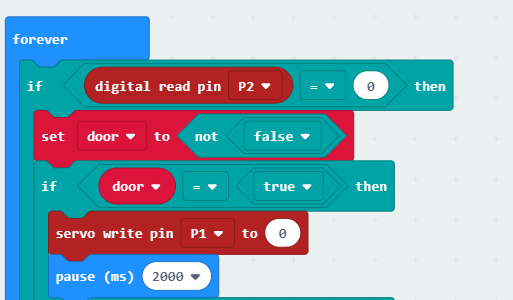 forever
if digital read pin P2 = 0 then
set door to not false
if door = true then
servo write pin P1 to 0
pause (ms) 2000